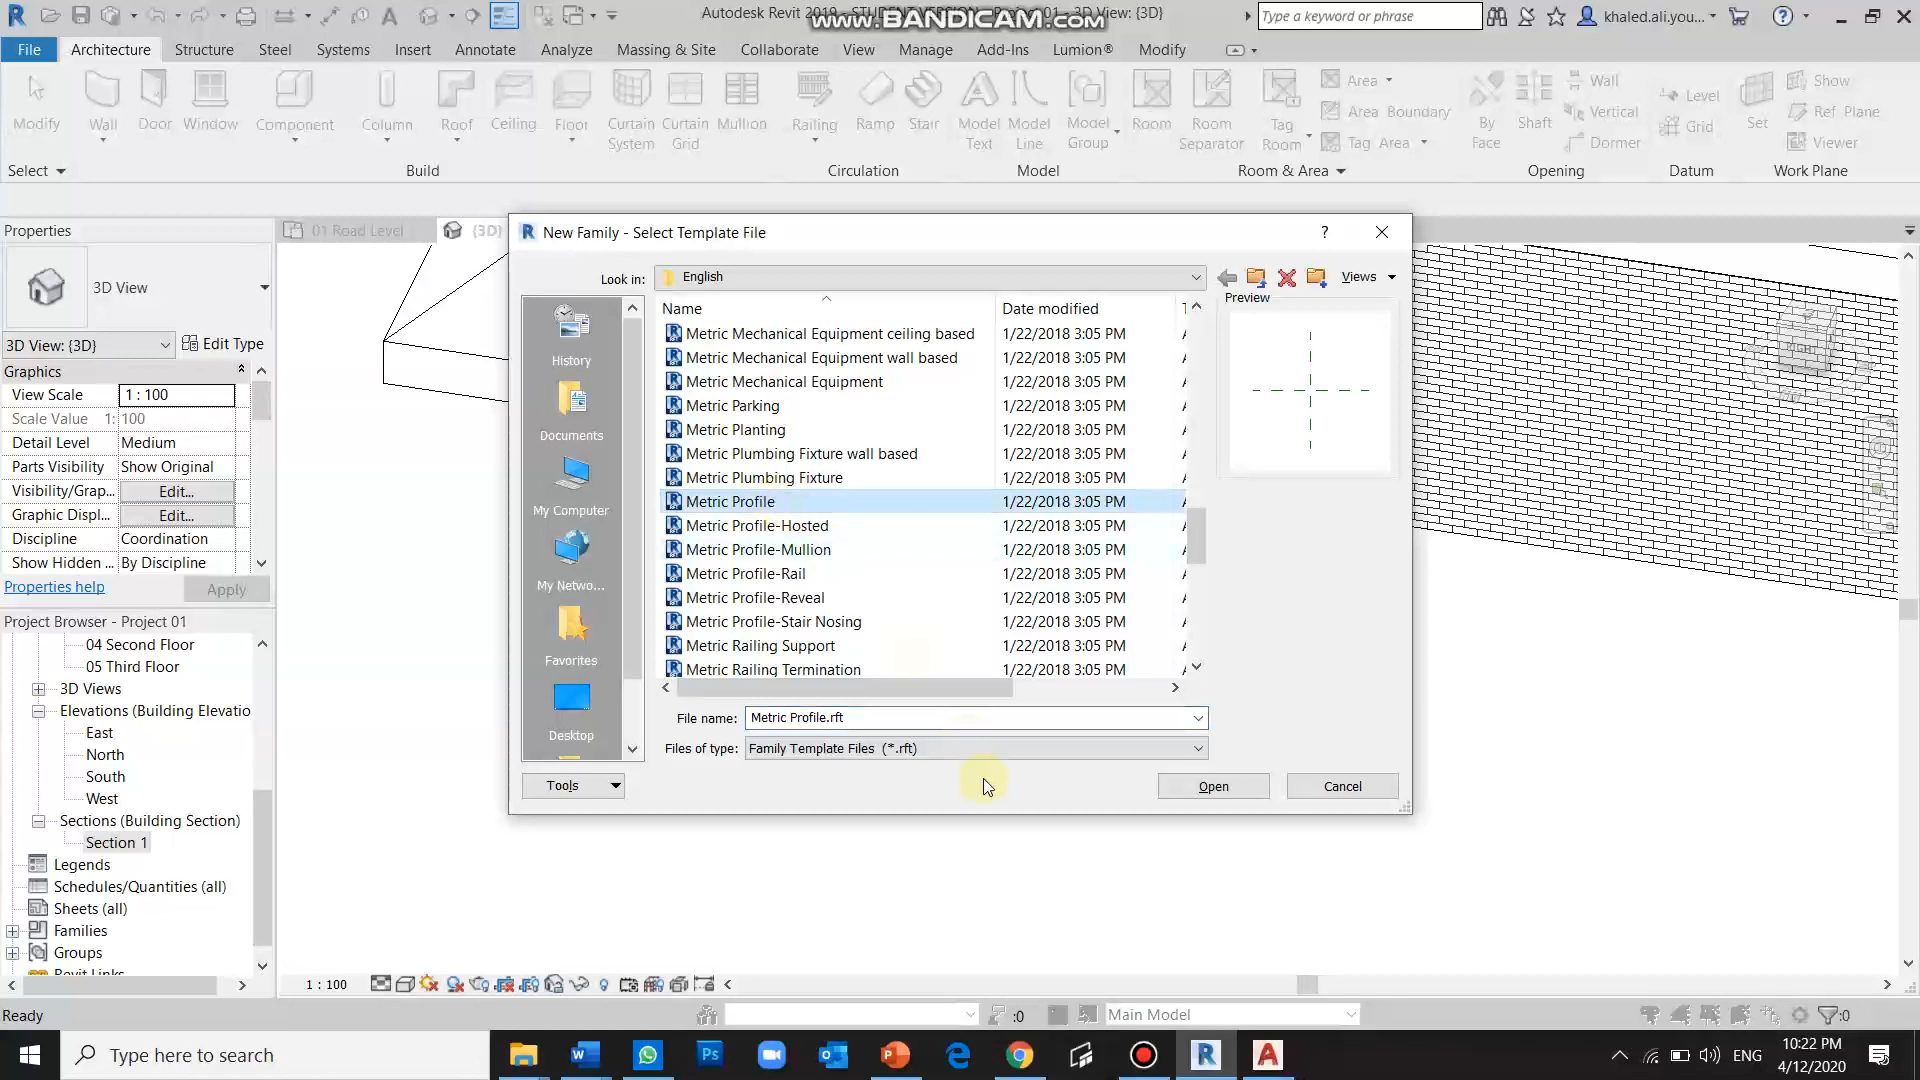 Autodesk Revit 2019 - STUDENT VERSION - Project 01 - 3D View: {3D}
www.BANDICAM.com
Type a keyword or phrase
khaled.ali.you...
File Architecture Structure Steel Systems Insert Annotate Analyze Massing & Site Collaborate View Manage Add-Ins Lumion® Modify
Modify Wall Door Window Component Column Roof Ceiling Floor Curtain System Curtain Grid Mullion Railing Ramp Stair Model Text Model Line Model Group Room Room Separator Tag Room
Area
Area Boundary
Tag Area
By Face Shaft
Wall
Vertical
Dormer
Level
Grid
Set
Show
Ref Plane
Viewer
Select Build Circulation Model Room & Area Opening Datum Work Plane
Properties
01 Road Level
{3D}
3D View
3D View: {3D}
Edit Type
Graphics
View Scale 1 : 100
Scale Value 1: 100
Detail Level Medium
Parts Visibility Show Original
Visibility/Grap... Edit...
Graphic Displ... Edit...
Discipline Coordination
Show Hidden ... By Discipline
Properties help
Apply
Project Browser - Project 01
04 Second Floor
05 Third Floor
3D Views
Elevations (Building Elevatio
East
North
South
West
Sections (Building Section)
Section 1
Legends
Schedules/Quantities (all)
Sheets (all)
Families
Groups
Revit Links
New Family - Select Template File
?
Look in: English
Views
History
Documents
My Computer
My Netwo...
Favorites
Desktop
Name Date modified
Metric Mechanical Equipment ceiling based 1/22/2018 3:05 PM
Metric Mechanical Equipment wall based 1/22/2018 3:05 PM
Metric Mechanical Equipment 1/22/2018 3:05 PM
Metric Parking 1/22/2018 3:05 PM
Metric Planting 1/22/2018 3:05 PM
Metric Plumbing Fixture wall based 1/22/2018 3:05 PM
Metric Plumbing Fixture 1/22/2018 3:05 PM
Metric Profile 1/22/2018 3:05 PM
Metric Profile-Hosted 1/22/2018 3:05 PM
Metric Profile-Mullion 1/22/2018 3:05 PM
Metric Profile-Rail 1/22/2018 3:05 PM
Metric Profile-Reveal 1/22/2018 3:05 PM
Metric Profile-Stair Nosing 1/22/2018 3:05 PM
Metric Railing Support 1/22/2018 3:05 PM
Metric Railing Termination 1/22/2018 3:05 PM
Preview
File name: Metric Profile.rft
Files of type: Family Template Files (*.rft)
Tools
Open
Cancel
RIGHT
1 : 100
Ready
:0
Main Model
:0
Type here to search
ENG
10:22 PM
4/12/2020